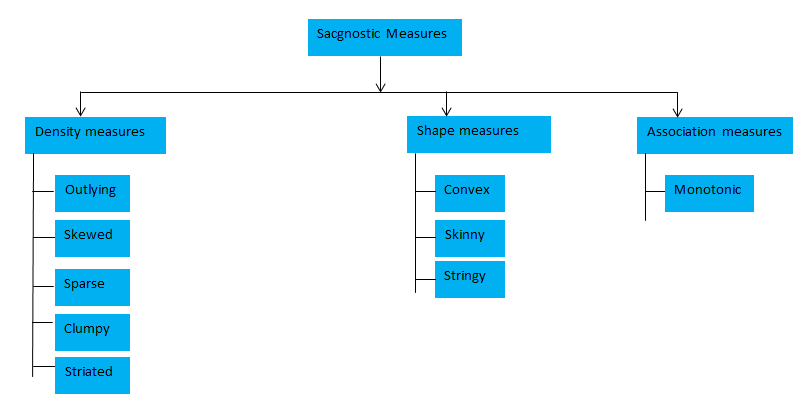 Sacgnostic Measures
Density measures
Outlying
Skewed
Sparse
Clumpy
Striated
Shape measures
Convex
Skinny
Stringy
Association measures
Monotonic